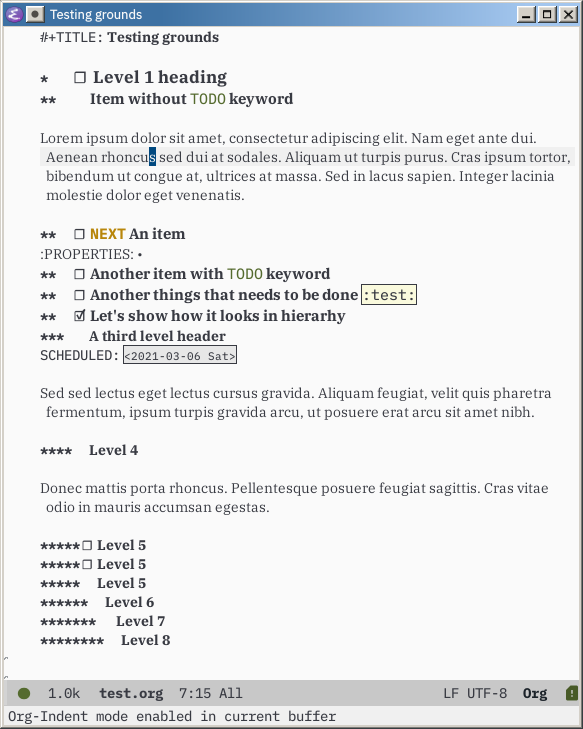 Testing grounds
#+TITLE: Testing grounds
* ☐ Level 1 heading
** Item without TODO keyword
Lorem ipsum dolor sit amet, consectetur adipiscing elit. Nam eget ante dui.
Aenean rhoncus sed dui at sodales. Aliquam ut turpis purus. Cras ipsum tortor,
bibendum ut congue at, ultrices at massa. Sed in lacus sapien. Integer lacinia
molestie dolor eget venenatis.
** ☐ NEXT An item
:PROPERTIES: •
** ☐ Another item with TODO keyword
** ☐ Another things that needs to be done :test:
** ☑ Let's show how it looks in hierarhy
*** A third level header
SCHEDULED: <2021-03-06 Sat>
Sed sed lectus eget lectus cursus gravida. Aliquam feugiat, velit quis pharetra
fermentum, ipsum turpis gravida arcu, ut posuere erat arcu sit amet nibh.
**** Level 4
Donec mattis porta rhoncus. Pellentesque posuere feugiat sagittis. Cras vitae
odio in mauris accumsan egestas.
***** ☐ Level 5
***** ☐ Level 5
***** Level 5
****** Level 6
******* Level 7
******** Level 8
1.0k test.org 7:15 All LF UTF-8 Org
Org-Indent mode enabled in current buffer